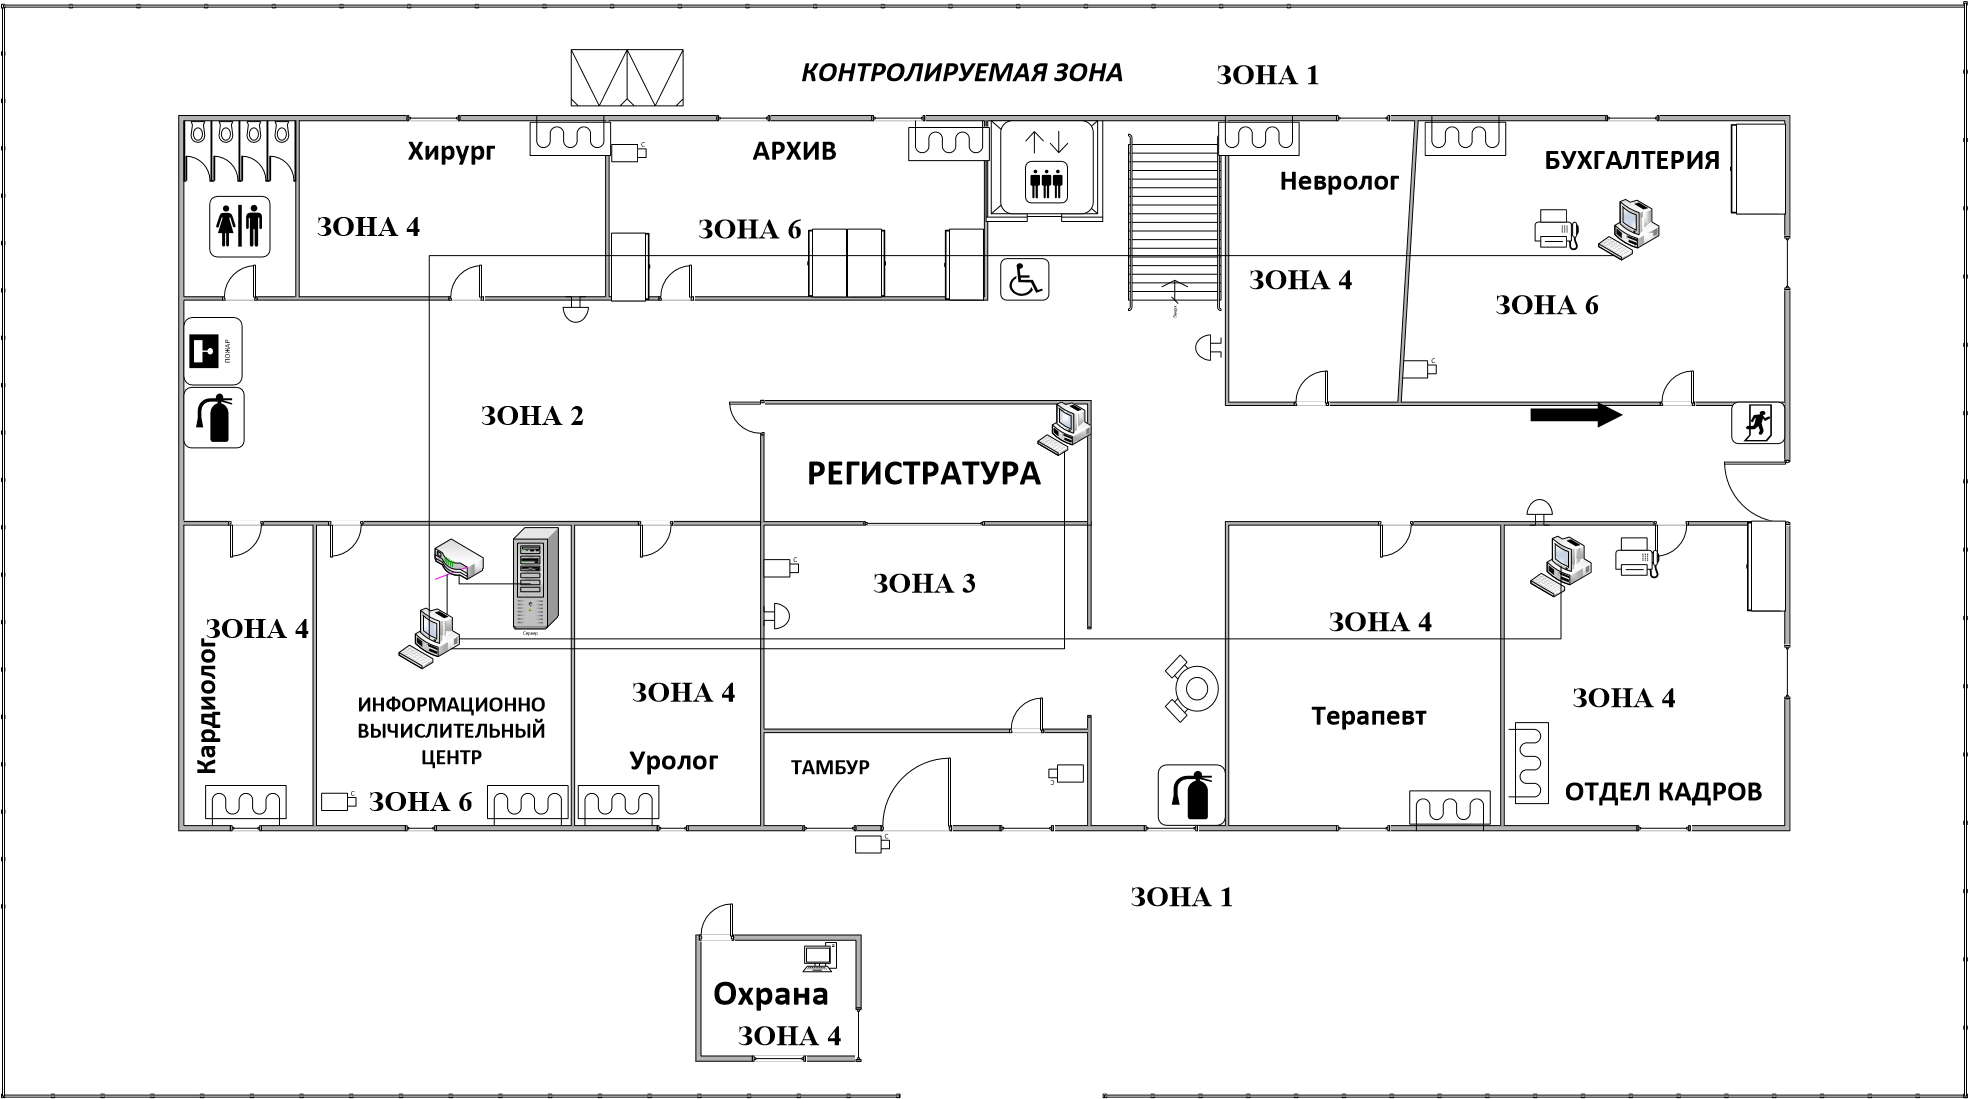 КОНТРОЛИРУЕМАЯ ЗОНА
ЗОНА 1
Хирург
АРХИВ
БУХГАЛТЕРИЯ
Невролог
ЗОНА 4
ЗОНА 6
ЗОНА 4
ЗОНА 6
ПОЖАР
ЗОНА 2
РЕГИСТРАТУРА
С
С
С
ЗОНА 3
Сервер
ЗОНА 4
Кардиолог
ЗОНА 4
ЗОНА 4
ЗОНА 4
ИНФОРМАЦИОННО
ВЫЧИСЛИТЕЛЬНЫЙ
ЦЕНТР
Терапевт
Уролог
ТАМБУР
С
С
ЗОНА 6
ОТДЕЛ КАДРОВ
С
ЗОНА 1
Охрана
ЗОНА 4